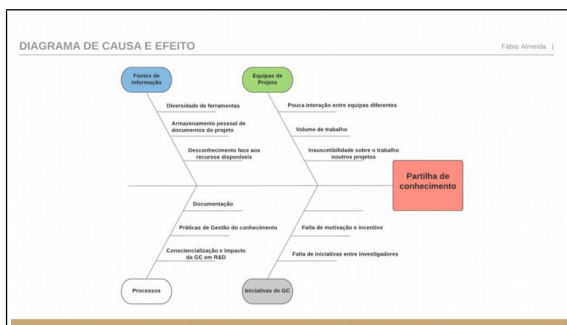 DIAGRAMA DE CAUSA E EFEITO
Fábio Almeida |
Fontes de
informação
Equipas de
Projeto
Diversidade de ferramentas
Armazenamento pessoal de
documentos do projeto
Desconhecimento face aos
recursos disponíveis
Pouca interação entre equipas diferentes
Volume de trabalho
Insuscetibilidade sobre o trabalho
noutros projetos
Partilha de
conhecimento
Documentação
Práticas de Gestão do conhecimento
Consciencialização e impacto
da GC em R&D
Falta de motivação e incentivo
Falta de iniciativas entre investigadores
Processos
Iniciativas de GC